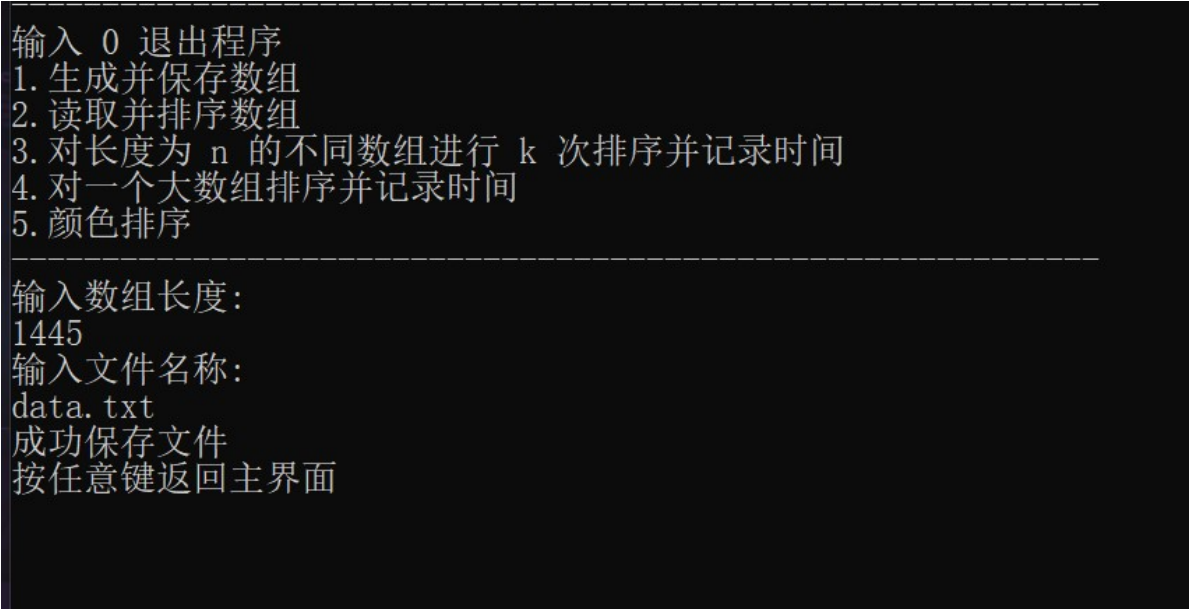 ------------------------------------------------------------
输入 0 退出程序
1.生成并保存数组
2.读取并排序数组
3.对长度为 n 的不同数组进行 k 次排序并记录时间
4.对一个大数组排序并记录时间
5.颜色排序
------------------------------------------------------------
输入数组长度:
1445
输入文件名称:
data.txt
成功保存文件
按任意键返回主界面